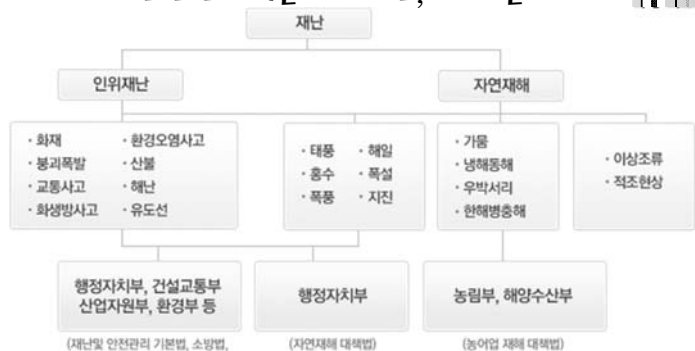 재난
인위재난
자연재해
· 화재
· 붕괴폭발
· 교통사고
· 화생방사고
· 환경오염사고
· 산불
· 해난
· 유도선
· 태풍
· 홍수
· 폭풍
· 해일
· 폭설
· 지진
· 가뭄
· 냉해동해
· 우박서리
· 한해병충해
· 이상조류
· 적조현상
행정자치부, 건설교통부
산업자원부, 환경부 등
행정자치부
농림부, 해양수산부
(재난및 안전관리 기본법, 소방법,
(자연재해 대책법)
(농어업 재해 대책법)